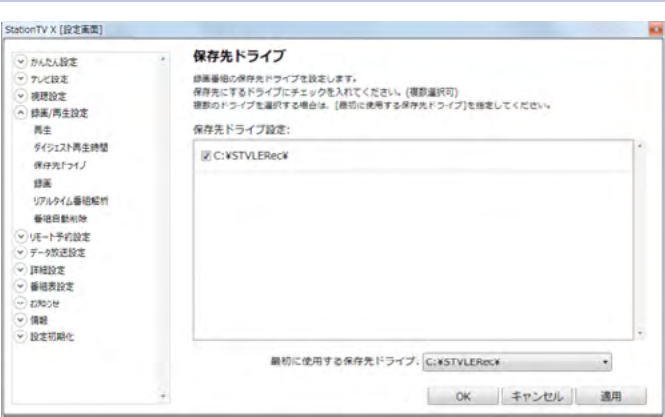 StationTV X [設定画面]
かんたん設定
テレビ設定
視聴設定
録画/再生設定
再生
ダイジェスト再生時間
保存先ドライブ
録画
リアルタイム番組解析
番組自動削除
リモート予約設定
データ放送設定
詳細設定
番組表設定
お知らせ
情報
設定初期化
保存先ドライブ
録画番組の保存先ドライブを設定します。
保存先にするドライブにチェックを入れてください。(複数選択可)
複数のドライブを選択する場合は、[最初に使用する保存先ドライブ]を指定してください。
保存先ドライブ設定:
C:¥STVLERec¥
最初に使用する保存先ドライブ: C:¥STVLERec¥
OK キャンセル 適用